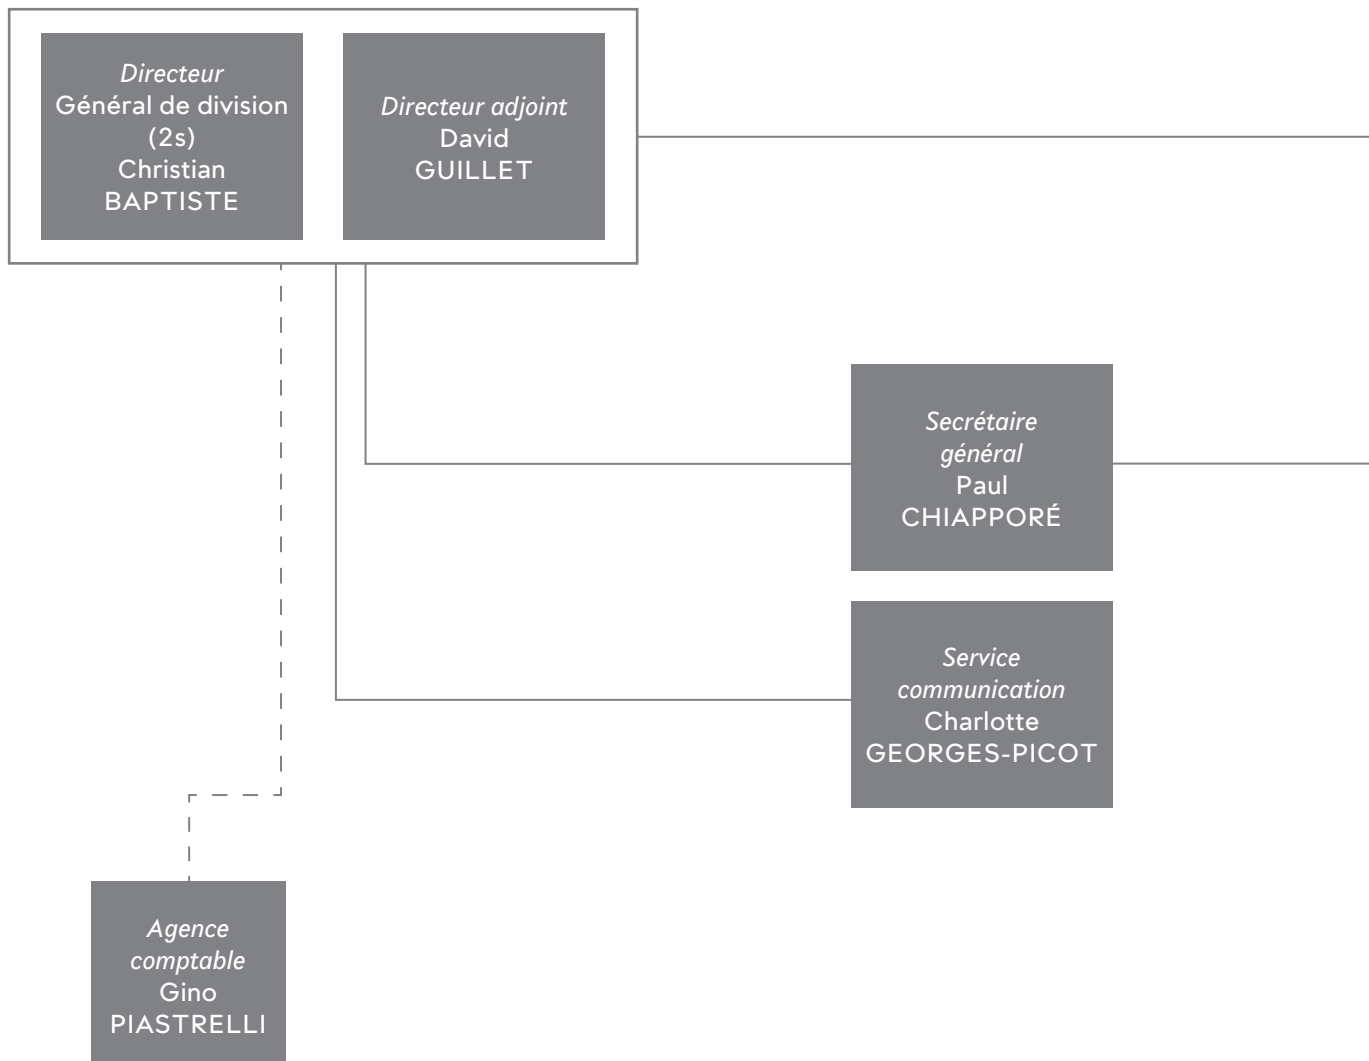 Directeur
Général de division
(2s)
Christian
BAPTISTE
Directeur adjoint
David
GUILLET
Secrétaire
général
Paul
CHIAPPORÉ
Service
communication
Charlotte
GEORGES-PICOT
Agence
comptable
Gino
PIASTRELLI